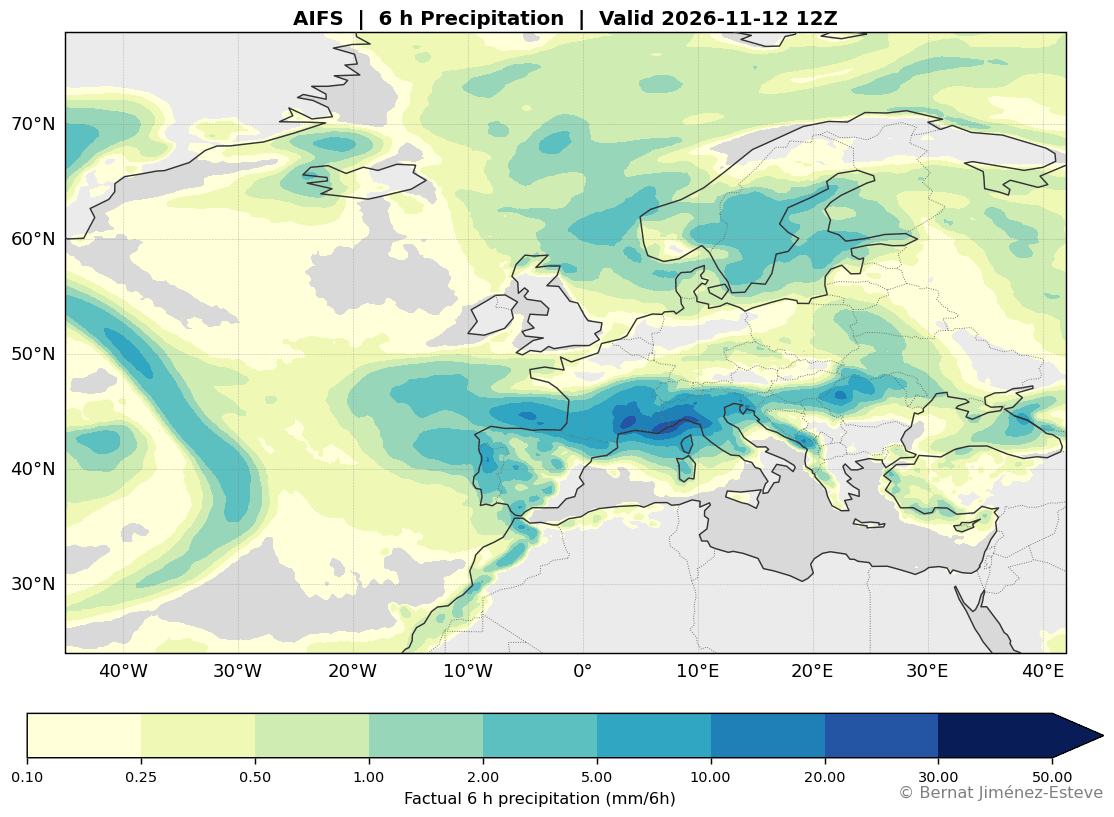 AIFS | 6 h Precipitation | Valid 2026-11-12 12Z
70°N
60°N
50°N
40°N
30°N
40°W 30°W 20°W 10°W 0° 10°E 20°E 30°E 40°E
0.10 0.25 0.50 1.00 2.00 5.00 10.00 20.00 30.00 50.00
Factual 6 h precipitation (mm/6h)
© Bernat Jiménez-Esteve